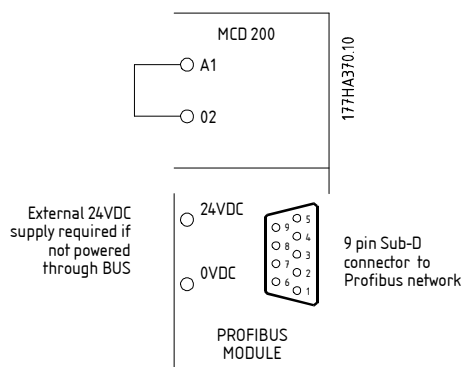 MCD 200
A1
02
177HA370.10
External 24VDC
supply required if
not powered
through BUS
24VDC
0VDC
5
9
4
8
3
7
2
6
1
9 pin Sub-D
connector to
Profibus network
PROFIBUS
MODULE